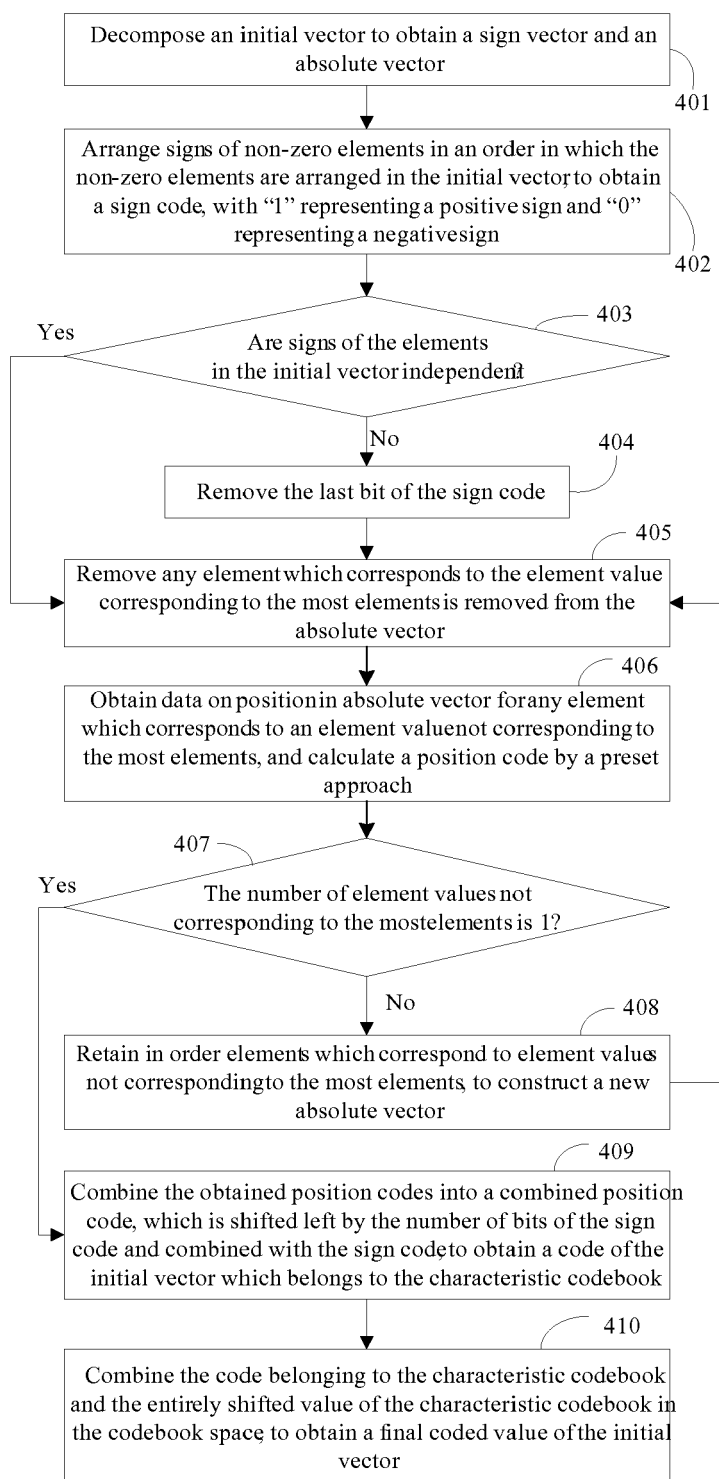 Decompose an initial vector to obtain a sign vector and an
absolute vector
401
Arrange signs of non-zero elements in an order in which the
non-zero elements are arranged in the initial vector, to obtain
a sign code, with “1” representing a positive sign and “0”
representing a negative sign
402
403
Yes
Are signs of the elements
in the initial vector independent?
No
404
Remove the last bit of the sign code
405
Remove any element which corresponds to the element value
corresponding to the most elements is removed from the
absolute vector
406
Obtain data on position in absolute vector for any element
which corresponds to an element value not corresponding to
the most elements, and calculate a position code by a preset
approach
407
Yes
The number of element values not
corresponding to the most elements is 1?
No
408
Retain in order elements which correspond to element values
not corresponding to the most elements, to construct a new
absolute vector
409
Combine the obtained position codes into a combined position
code, which is shifted left by the number of bits of the sign
code and combined with the sign code, to obtain a code of the
initial vector which belongs to the characteristic codebook
410
Combine the code belonging to the characteristic codebook
and the entirely shifted value of the characteristic codebook in
the codebook space, to obtain a final coded value of the initial
vector